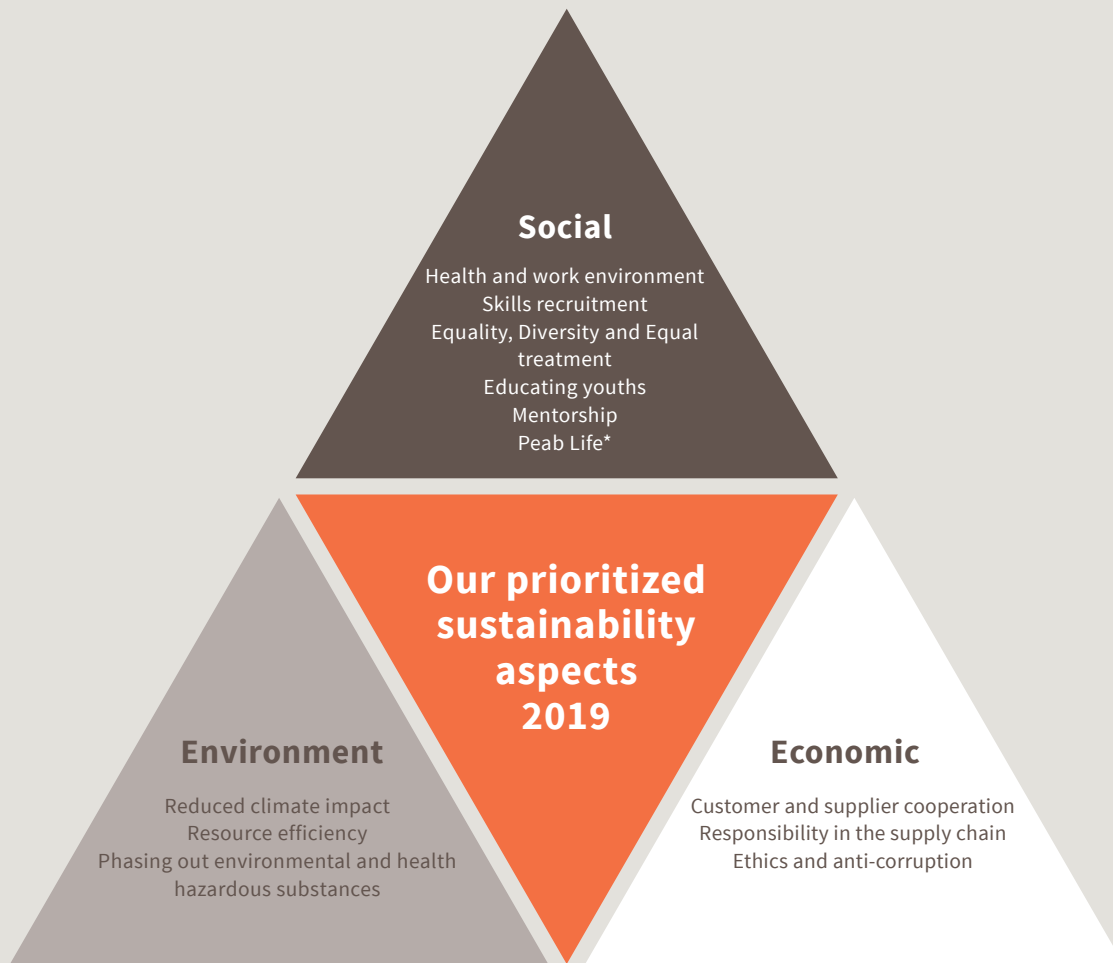 Social
Health and work environment
Skills recruitment
Equality, Diversity and Equal
treatment
Educating youths
Mentorship
Peab Life*
Our prioritized
sustainability
aspects
2019
Environment
Reduced climate impact
Resource efficiency
Phasing out environmental and health
hazardous substances
Economic
Customer and supplier cooperation
Responsibility in the supply chain
Ethics and anti-corruption